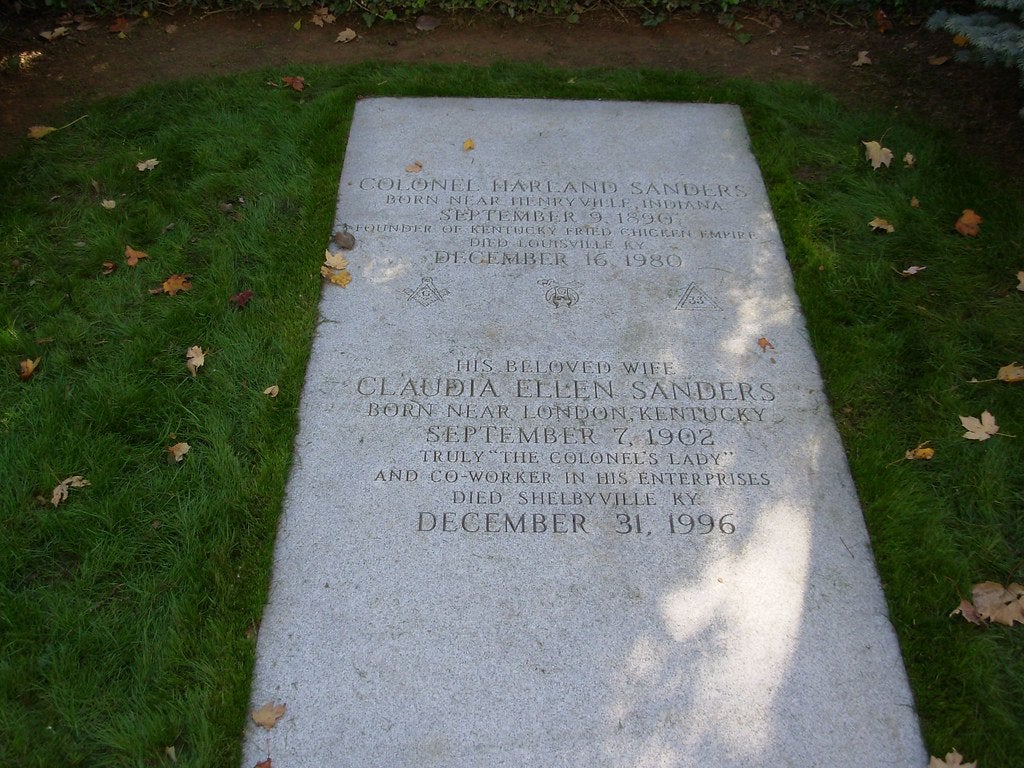 COLONEL HARLAND SANDERS
BORN NEAR HENRYVILLE, INDIANA
SEPTEMBER 9, 1890
FOUNDER OF KENTUCKY FRIED CHICKEN EMPIRE
DIED LOUISVILLE KY.
DECEMBER 16, 1980
G 33
HIS BELOVED WIFE
CLAUDIA ELLEN SANDERS
BORN NEAR LONDON, KENTUCKY
SEPTEMBER 7, 1902
TRULY "THE COLONEL'S LADY"
AND CO-WORKER IN HIS ENTERPRISES
DIED SHELBYVILLE KY.
DECEMBER 31, 1996